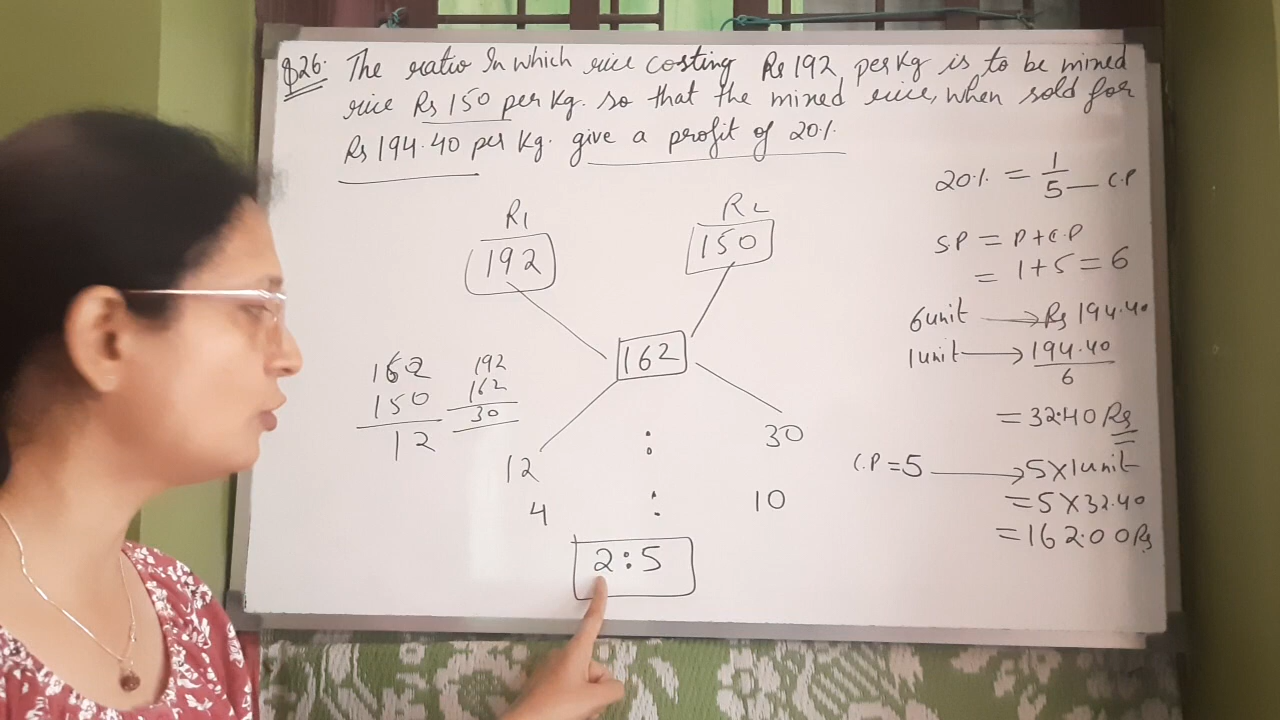 Q26. The ratio In which rice costing Rs 192 per Kg is to be mixed
rice Rs 150 per Kg. so that the mixed rice, when sold for
Rs 194.40 per Kg. give a profit of 20%.
R1
R2
192
150
162
12 : 30
4 : 10
2:5
162
150
12
192
162
30
20% = 1/5 — C.P
S.P = P+C.P
= 1+5 = 6
6unit → Rs 194.40
1unit → 194.40/6
= 32.40 Rs
C.P = 5 → 5X1unit
= 5 X 32.40
= 162.00 Rs